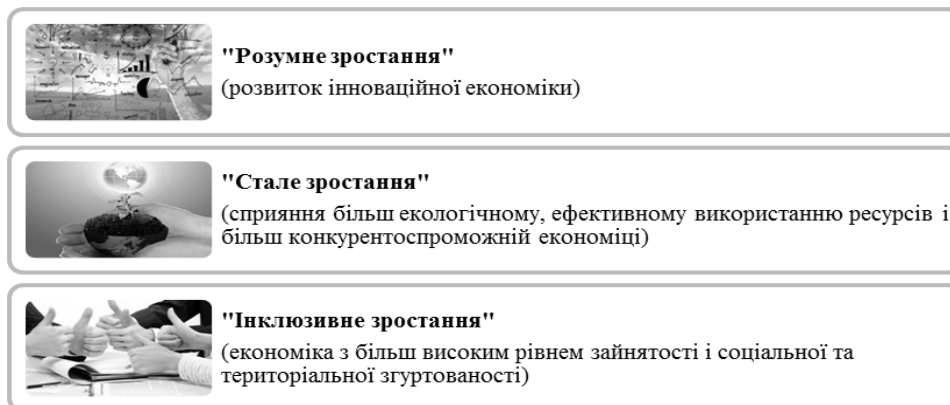 "Розумне зростання"
(розвиток інноваційної економіки)
"Стале зростання"
(сприяння більш екологічному, ефективному використанню ресурсів і
більш конкурентоспроможній економіці)
"Інклюзивне зростання"
(економіка з більш високим рівнем зайнятості і соціальної та
територіальної згуртованості)